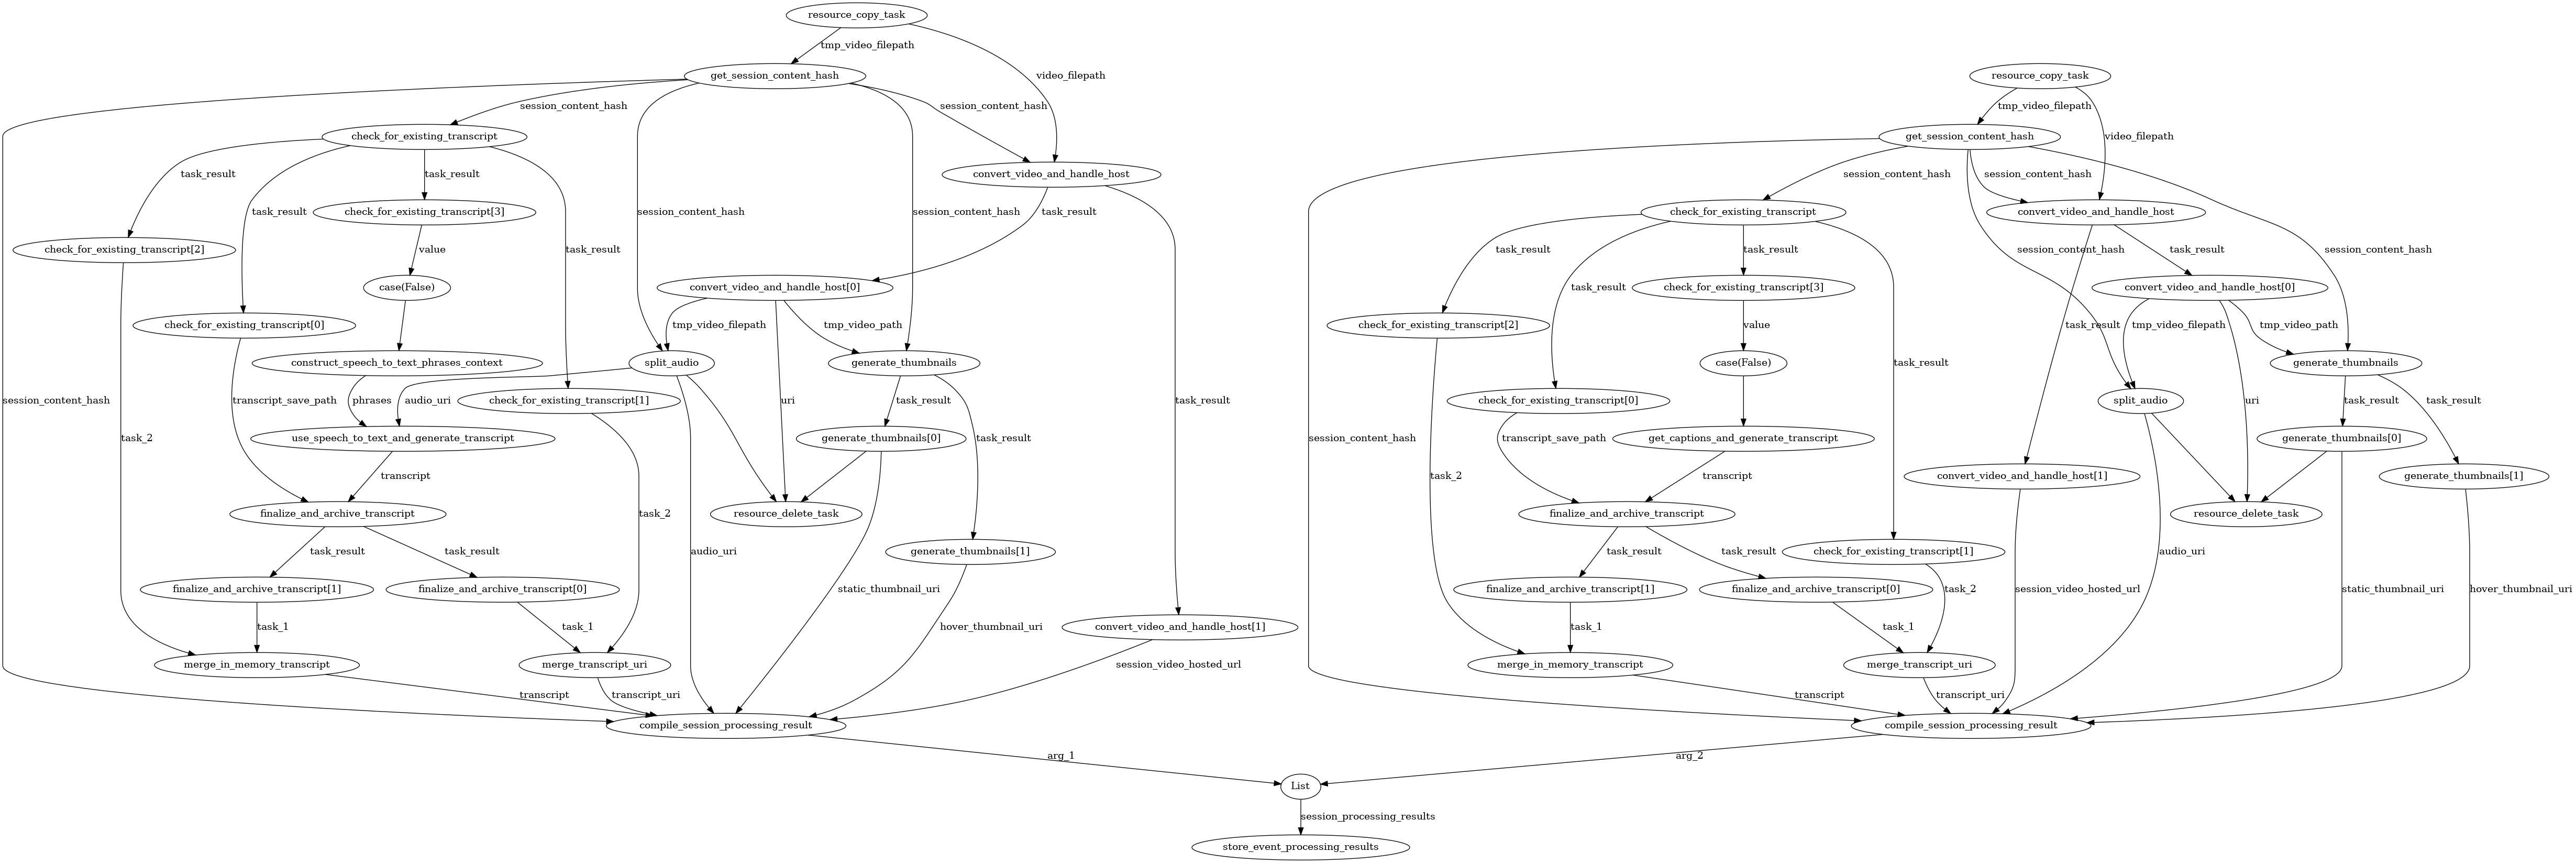 resource_copy_task
tmp_video_filepath
get_session_content_hash
video_filepath
resource_copy_task
session_content_hash
session_content_hash
tmp_video_filepath
check_for_existing_transcript
get_session_content_hash
video_filepath
task_result
task_result
convert_video_and_handle_host
session_content_hash
session_content_hash
task_result
check_for_existing_transcript[3]
session_content_hash
session_content_hash
task_result
check_for_existing_transcript
convert_video_and_handle_host
check_for_existing_transcript[2]
value
task_result
task_result
task_result
session_content_hash
task_result
session_content_hash
case(False)
convert_video_and_handle_host[0]
task_result
check_for_existing_transcript[3]
convert_video_and_handle_host[0]
check_for_existing_transcript[0]
tmp_video_filepath
tmp_video_path
check_for_existing_transcript[2]
value
task_result
tmp_video_filepath
tmp_video_path
construct_speech_to_text_phrases_context
split_audio
generate_thumbnails
case(False)
task_result
generate_thumbnails
session_content_hash
transcript_save_path
phrases
audio_uri
check_for_existing_transcript[1]
uri
task_result
task_result
check_for_existing_transcript[0]
split_audio
uri
task_result
task_result
task_2
use_speech_to_text_and_generate_transcript
generate_thumbnails[0]
task_result
session_content_hash
transcript_save_path
get_captions_and_generate_transcript
generate_thumbnails[0]
transcript
task_2
transcript
convert_video_and_handle_host[1]
generate_thumbnails[1]
finalize_and_archive_transcript
task_2
resource_delete_task
finalize_and_archive_transcript
resource_delete_task
task_result
task_result
audio_uri
generate_thumbnails[1]
task_result
task_result
check_for_existing_transcript[1]
audio_uri
finalize_and_archive_transcript[1]
finalize_and_archive_transcript[0]
static_thumbnail_uri
finalize_and_archive_transcript[1]
finalize_and_archive_transcript[0]
task_2
session_video_hosted_url
static_thumbnail_uri
hover_thumbnail_uri
task_1
task_1
hover_thumbnail_uri
convert_video_and_handle_host[1]
task_1
task_1
merge_in_memory_transcript
merge_transcript_uri
session_video_hosted_url
merge_in_memory_transcript
merge_transcript_uri
transcript
transcript_uri
transcript
transcript_uri
compile_session_processing_result
compile_session_processing_result
arg_1
arg_2
List
session_processing_results
store_event_processing_results